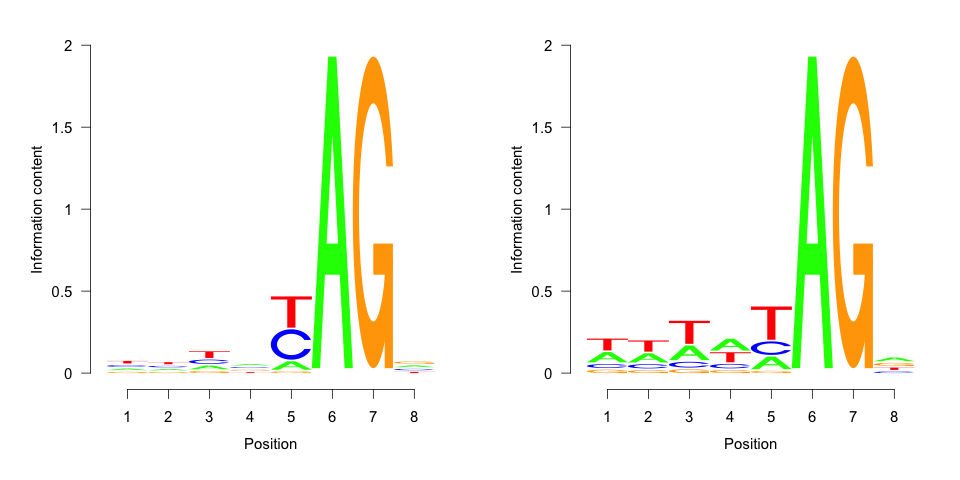 Information content
2
1.5
1
0.5
0
T C A G
T C A G
T C A G
A C T G
T C A G
A
G
G A C T
1 2 3 4 5 6 7 8
Position
Information content
2
1.5
1
0.5
0
T A C G
T A C G
T A C G
A T C G
T C A G
A
G
A G T C
1 2 3 4 5 6 7 8
Position